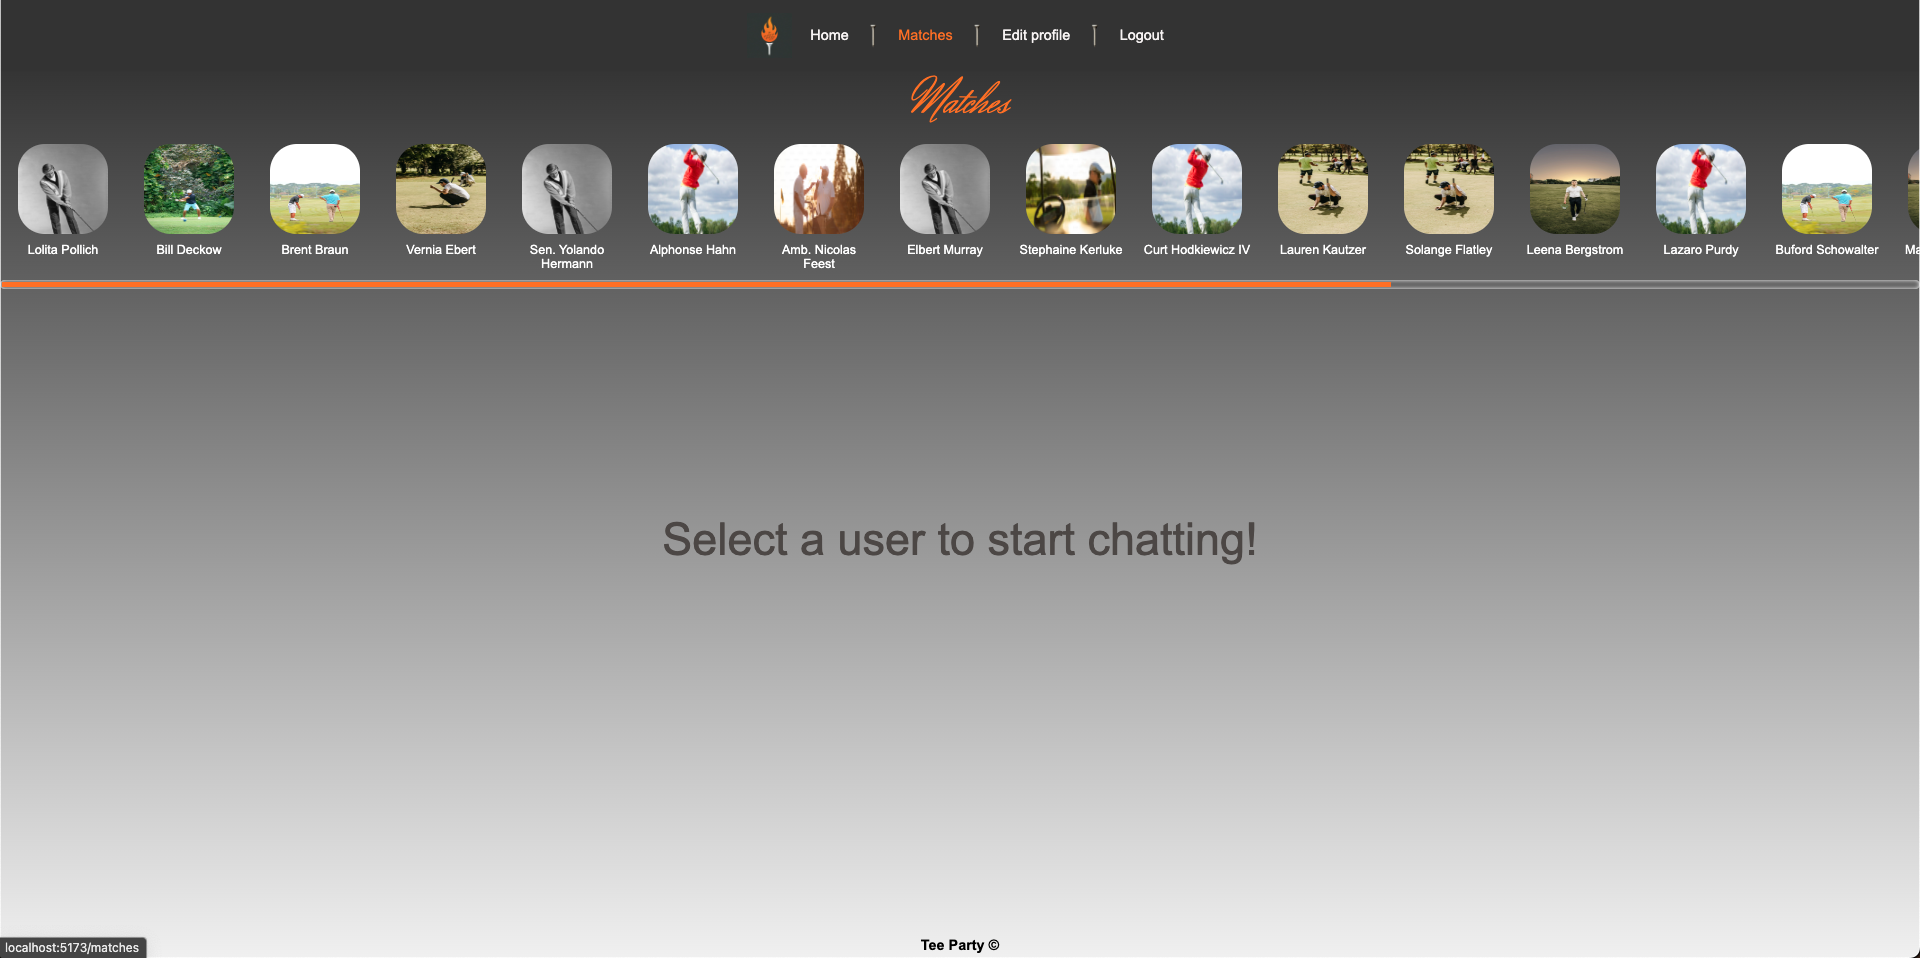 Home Matches Edit profile Logout
Matches
Lolita Pollich
Bill Deckow
Brent Braun
Vernia Ebert
Sen. Yolando
Hermann
Alphonse Hahn
Amb. Nicolas
Feest
Elbert Murray
Stephaine Kerluke
Curt Hodkiewicz IV
Lauren Kautzer
Solange Flatley
Leena Bergstrom
Lazaro Purdy
Buford Schowalter
Select a user to start chatting!
Tee Party ©
localhost:5173/matches